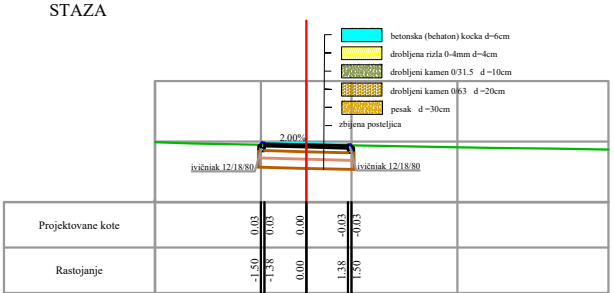 STAZA
betonska (behaton) kocka d=6cm
drobljena rizla 0-4mm d=4cm
drobljeni kamen 0/31.5 d =10cm
drobljeni kamen 0/63 d =20cm
pesak d =30cm
zbijena posteljica
2.00%
ivičniak 12/18/80 ivičniak 12/18/80
Projektovane kote 0.03 0.03 0.00 -0.03 -0.03
Rastojanje -1.50 -1.38 0.00 1.38 1.50